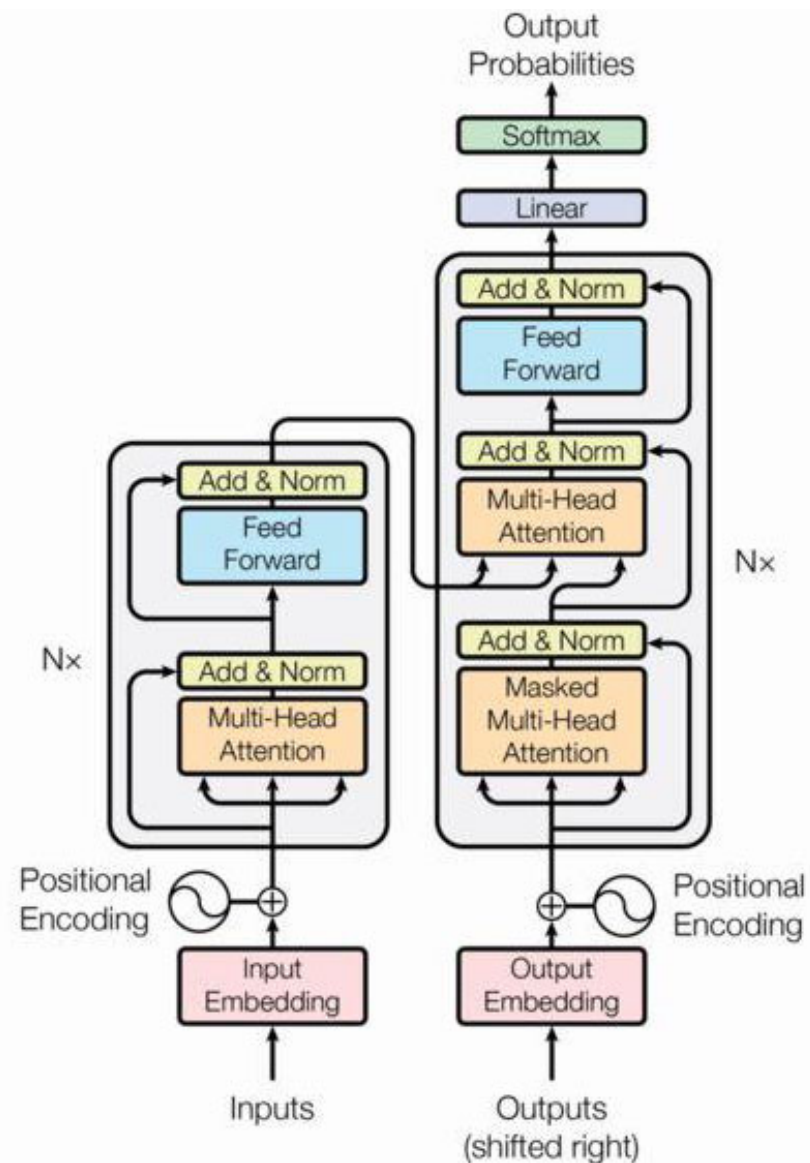 Output
Probabilities
Softmax
Linear
Add & Norm
Feed
Forward
Add & Norm
Multi-Head
Attention
Add & Norm
Masked
Multi-Head
Attention
N×
Add & Norm
Feed
Forward
Add & Norm
Multi-Head
Attention
N×
Positional
Encoding
Positional
Encoding
Input
Embedding
Output
Embedding
Inputs
Outputs
(shifted right)